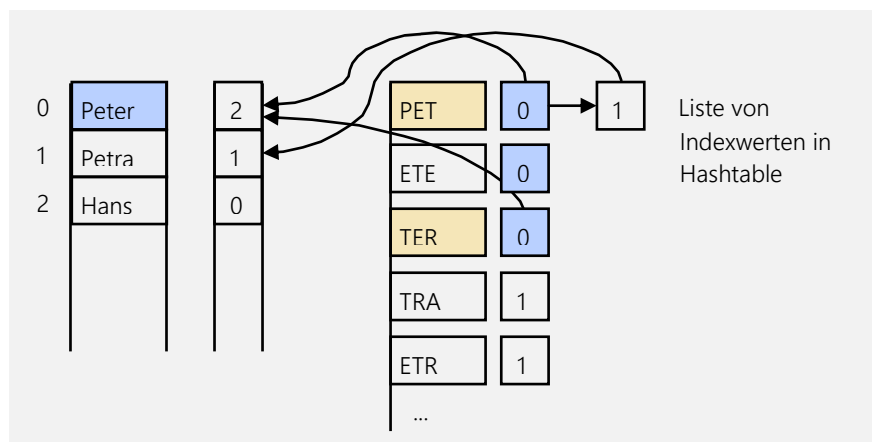 0 Peter 2 PET 0 1 Liste von
Indexwerten in
Hashtable
1 Petra 1 ETE 0
2 Hans 0 TER 0
TRA 1
ETR 1
...